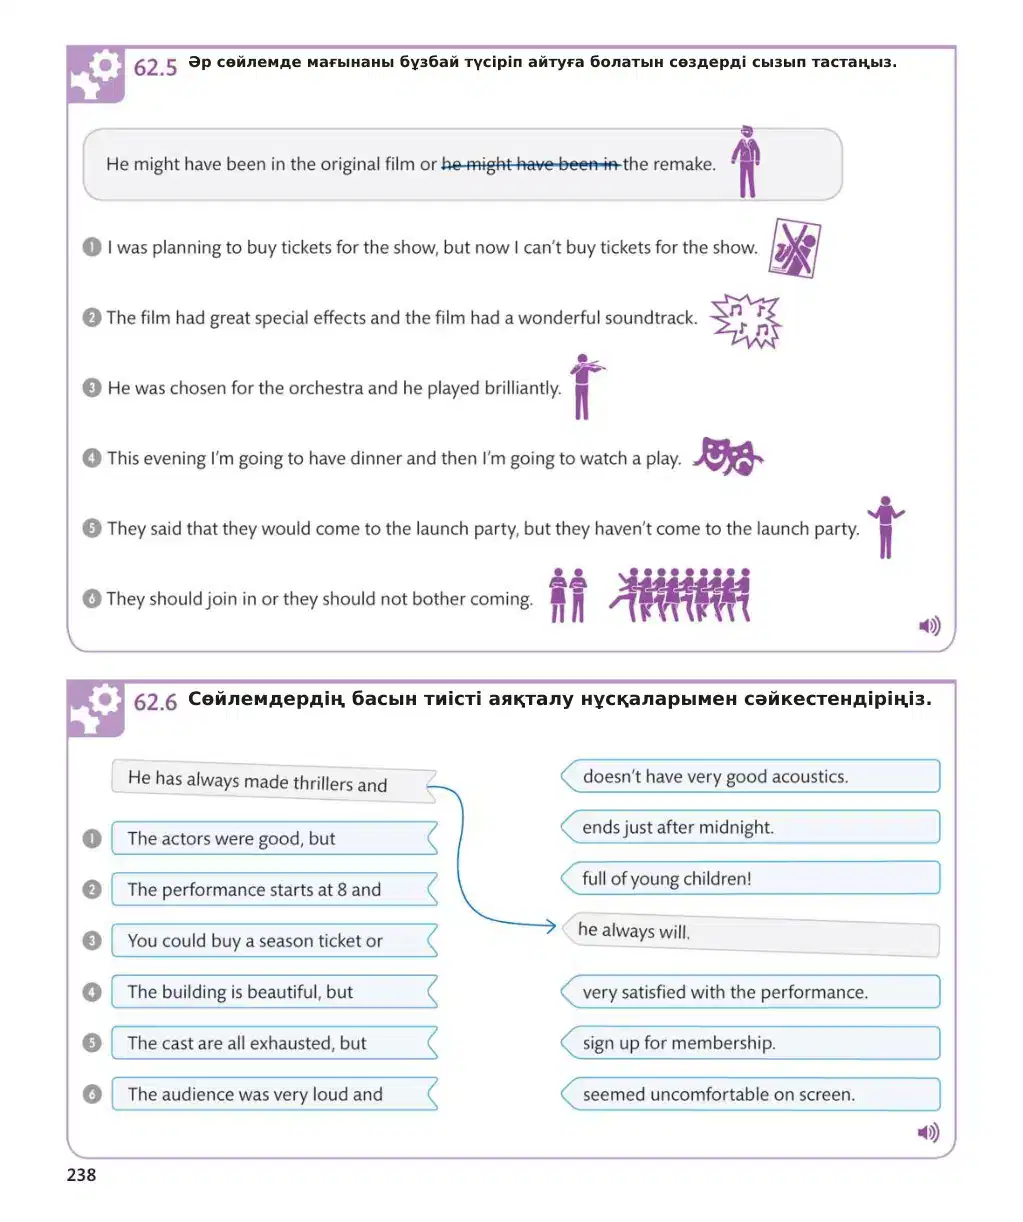 62.5 Әр сөйлемде мағынаны бұзбай түсіріп айтуға болатын сөздерді сызып тастаңыз.
He might have been in the original film or he might have been in the remake.
1 I was planning to buy tickets for the show, but now I can't buy tickets for the show.
2 The film had great special effects and the film had a wonderful soundtrack.
3 He was chosen for the orchestra and he played brilliantly.
4 This evening I'm going to have dinner and then I'm going to watch a play.
5 They said that they would come to the launch party, but they haven't come to the launch party.
6 They should join in or they should not bother coming.
62.6 Сөйлемдердің басын тиісті аяқталу нұсқаларымен сәйкестендіріңіз.
He has always made thrillers and
1 The actors were good, but
2 The performance starts at 8 and
3 You could buy a season ticket or
4 The building is beautiful, but
5 The cast are all exhausted, but
6 The audience was very loud and
doesn't have very good acoustics.
ends just after midnight.
full of young children!
he always will.
very satisfied with the performance.
sign up for membership.
seemed uncomfortable on screen.
238